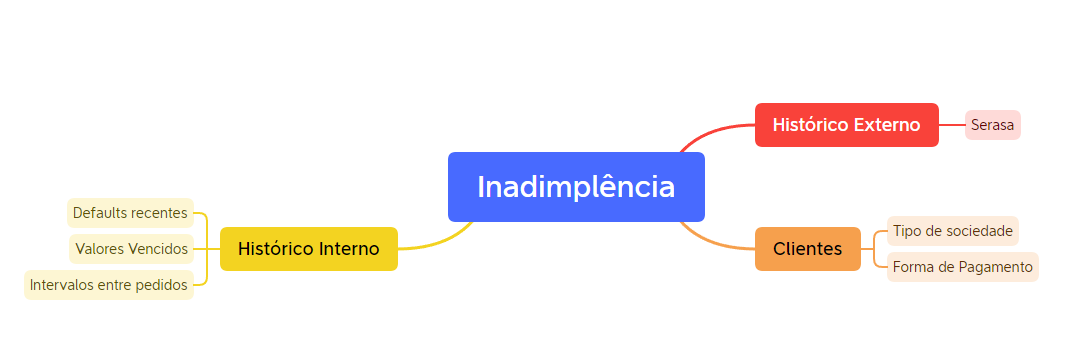 Inadimplência
Histórico Externo
Serasa
Clientes
Tipo de sociedade
Forma de Pagamento
Histórico Interno
Defaults recentes
Valores Vencidos
Intervalos entre pedidos